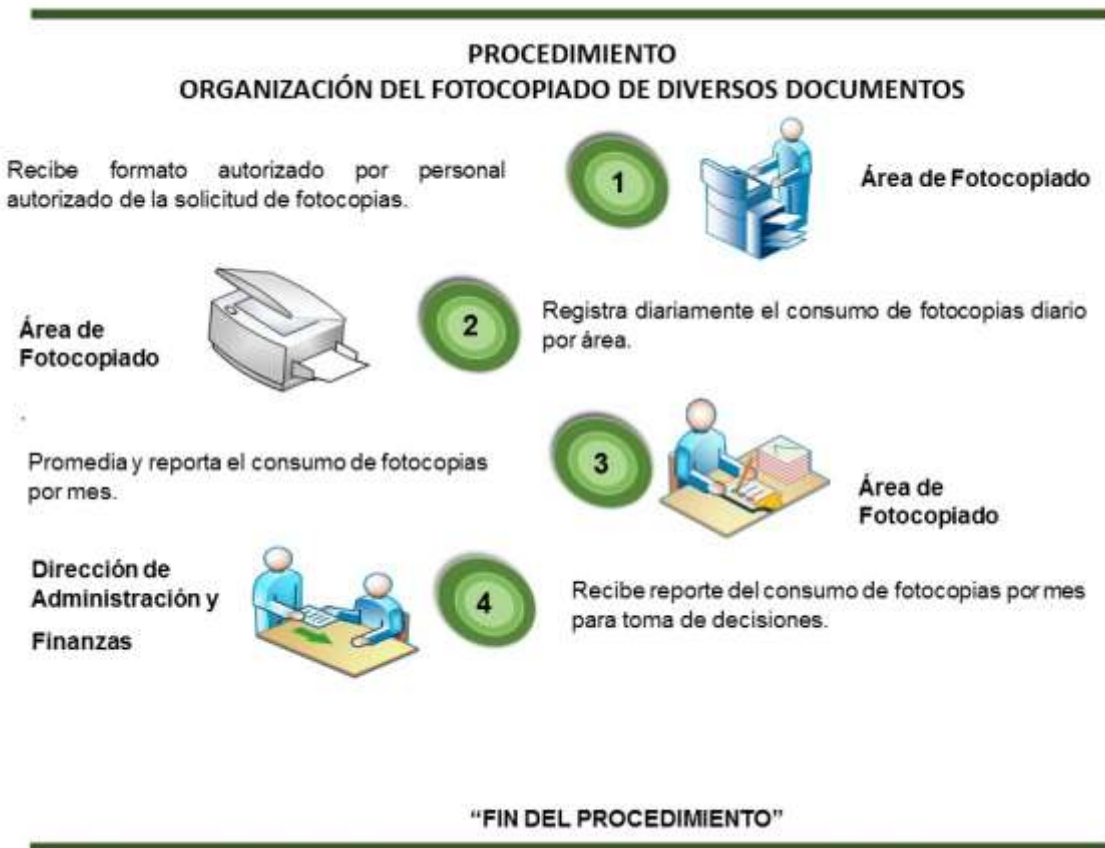 PROCEDIMIENTO
ORGANIZACIÓN DEL FOTOCOPIADO DE DIVERSOS DOCUMENTOS
Recibe formato autorizado por personal
autorizado de la solicitud de fotocopias.
1
Área de Fotocopiado
Área de
Fotocopiado
2
Registra diariamente el consumo de fotocopias diario
por área.
.
Promedia y reporta el consumo de fotocopias
por mes.
3
Área de
Fotocopiado
Dirección de
Administración y
Finanzas
4
Recibe reporte del consumo de fotocopias por mes
para toma de decisiones.
“FIN DEL PROCEDIMIENTO”